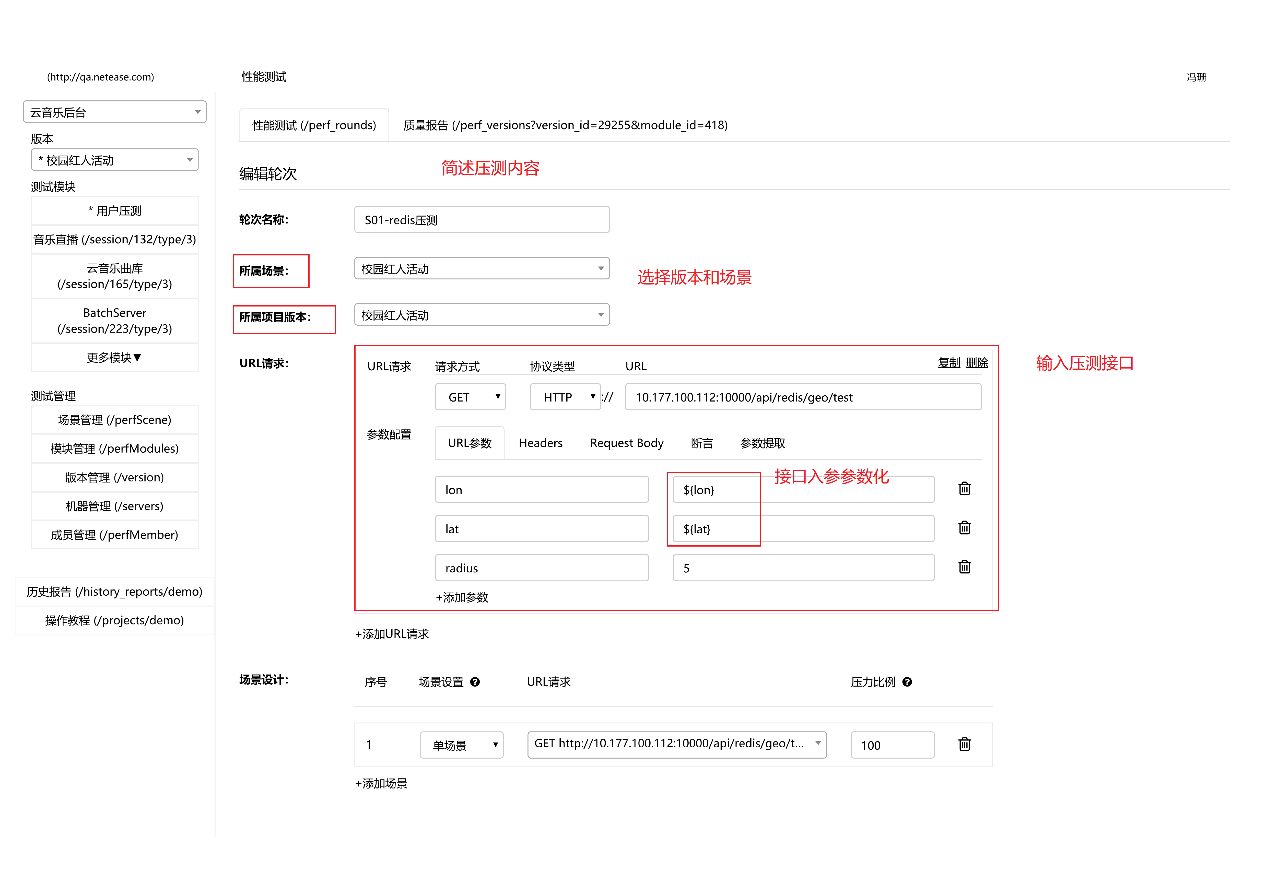 (http://qa.netease.com)
性能测试
冯珊
云音乐后台
版本
* 校园红人活动
测试模块
* 用户压测
音乐直播 (/session/132/type/3)
云音乐曲库
(/session/165/type/3)
BatchServer
(/session/223/type/3)
更多模块▼
测试管理
场景管理 (/perfScene)
模块管理 (/perfModules)
版本管理 (/version)
机器管理 (/servers)
成员管理 (/perfMember)
历史报告 (/history_reports/demo)
操作教程 (/projects/demo)
性能测试 (/perf_rounds)
质量报告 (/perf_versions?version_id=29255&module_id=418)
编辑轮次
简述压测内容
轮次名称:
S01-redis压测
所属场景:
校园红人活动
选择版本和场景
所属项目版本:
校园红人活动
URL请求:
URL请求
请求方式
协议类型
URL
复制 删除
输入压测接口
GET
HTTP
://
10.177.100.112:10000/api/redis/geo/test
参数配置
URL参数
Headers
Request Body
断言
参数提取
接口入参参数化
lon
${lon}
lat
${lat}
radius
5
+添加参数
+添加URL请求
场景设计:
序号
场景设置
URL请求
压力比例
1
单场景
GET http://10.177.100.112:10000/api/redis/geo/t...
100
+添加场景